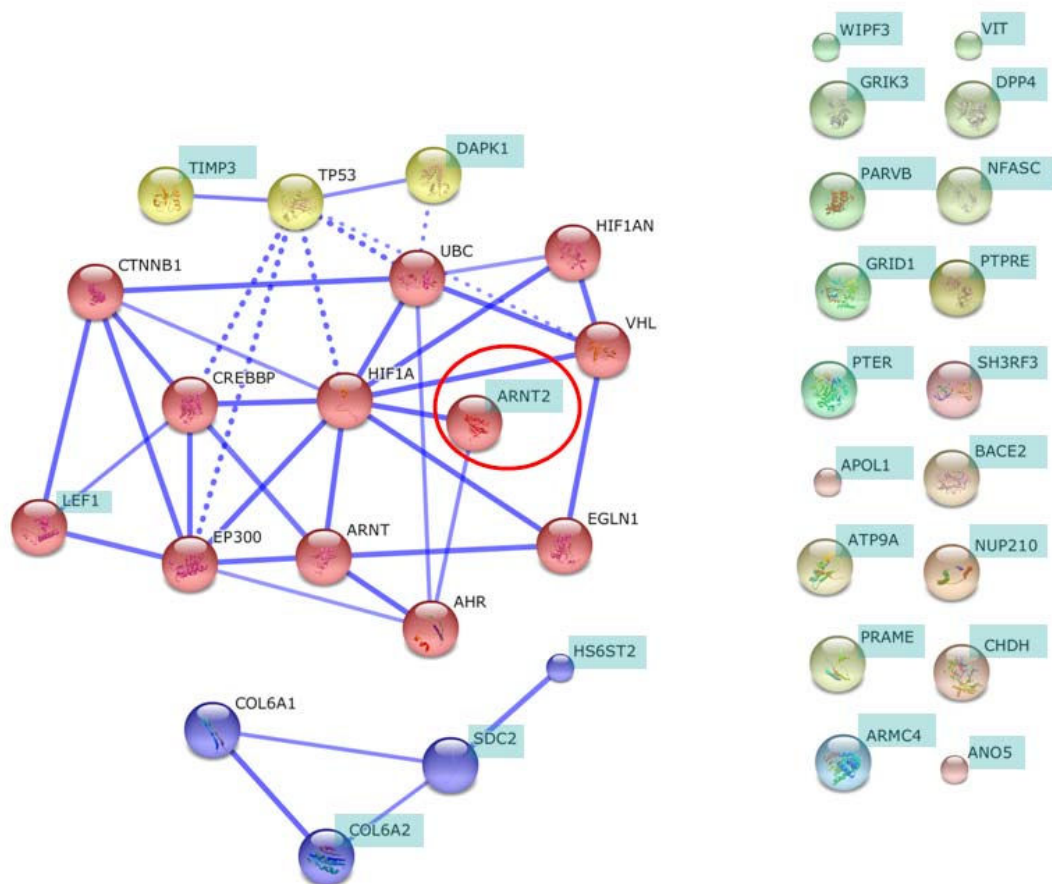 WIPF3
VIT
GRIK3
DPP4
TIMP3
TP53
DAPK1
PARVB
NFASC
HIF1AN
CTNNB1
UBC
GRID1
PTPRE
VHL
CREBBP
HIF1A
ARNT2
PTER
SH3RF3
APOL1
BACE2
LEF1
EP300
ARNT
EGLN1
ATP9A
NUP210
AHR
HS6ST2
PRAME
CHDH
COL6A1
SDC2
ARMC4
ANO5
COL6A2